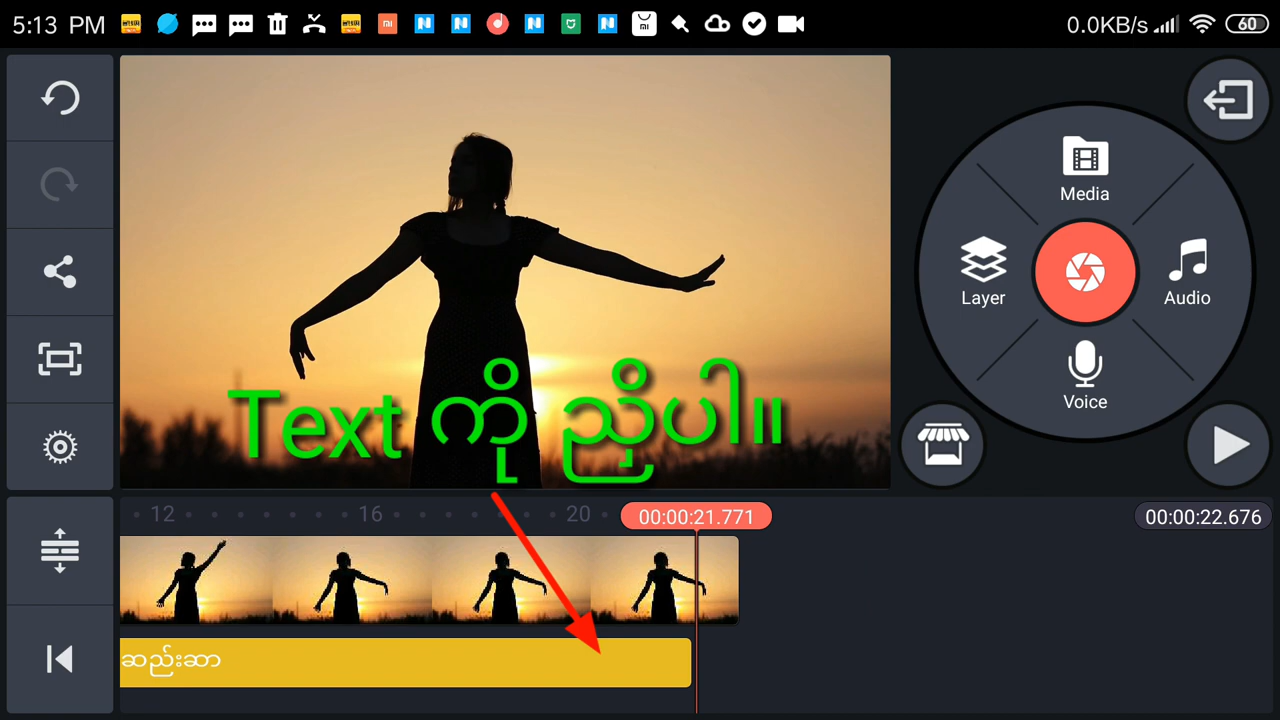 5:13 PM
0.0KB/s
60
Media
Layer
Audio
Voice
Text ကို ညှိပါ။
12
16
20
00:00:21.771
00:00:22.676
ဆည်းဆာ